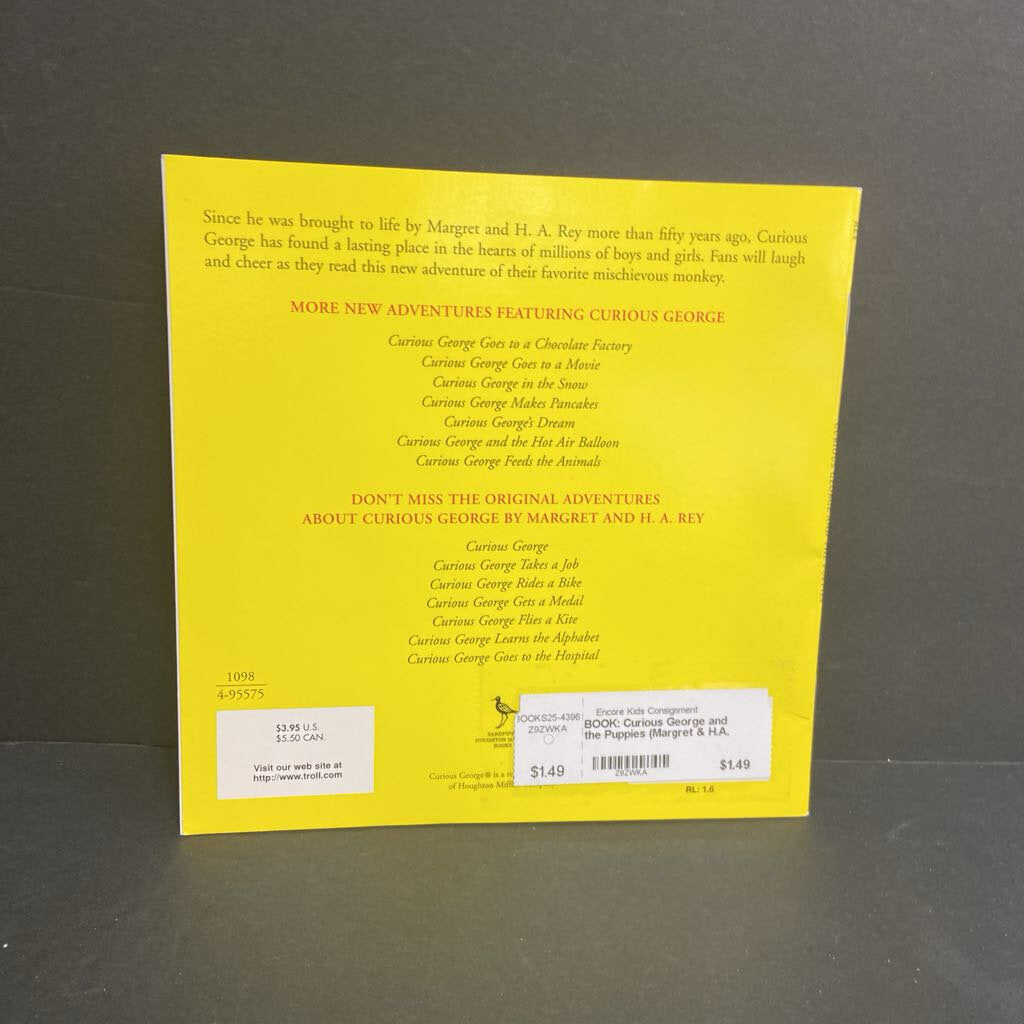 Since he was brought to life by Margret and H. A. Rey more than fifty years ago, Curious
George has found a lasting place in the hearts of millions of boys and girls. Fans will laugh
and cheer as they read this new adventure of their favorite mischievous monkey.
MORE NEW ADVENTURES FEATURING CURIOUS GEORGE
Curious George Goes to a Chocolate Factory
Curious George Goes to a Movie
Curious George in the Snow
Curious George Makes Pancakes
Curious George's Dream
Curious George and the Hot Air Balloon
Curious George Feeds the Animals
DON'T MISS THE ORIGINAL ADVENTURES
ABOUT CURIOUS GEORGE BY MARGRET AND H. A. REY
Curious George
Curious George Takes a Job
Curious George Rides a Bike
Curious George Gets a Medal
Curious George Flies a Kite
Curious George Learns the Alphabet
Curious George Goes to the Hospital
1098
4-95575
$3.95 U.S.
$5.50 CAN.
Visit our web site at
http://www.troll.com
HOUGHTON
BOOKS
Curious George® is a
of Houghton
OOKS25-4396
Z9ZWKA
$1.49
Encore Kids Consignment
BOOK: Curious George and
the Puppies (Margret & H.A.
Z9ZWKA
$1.49
RL: 1.6